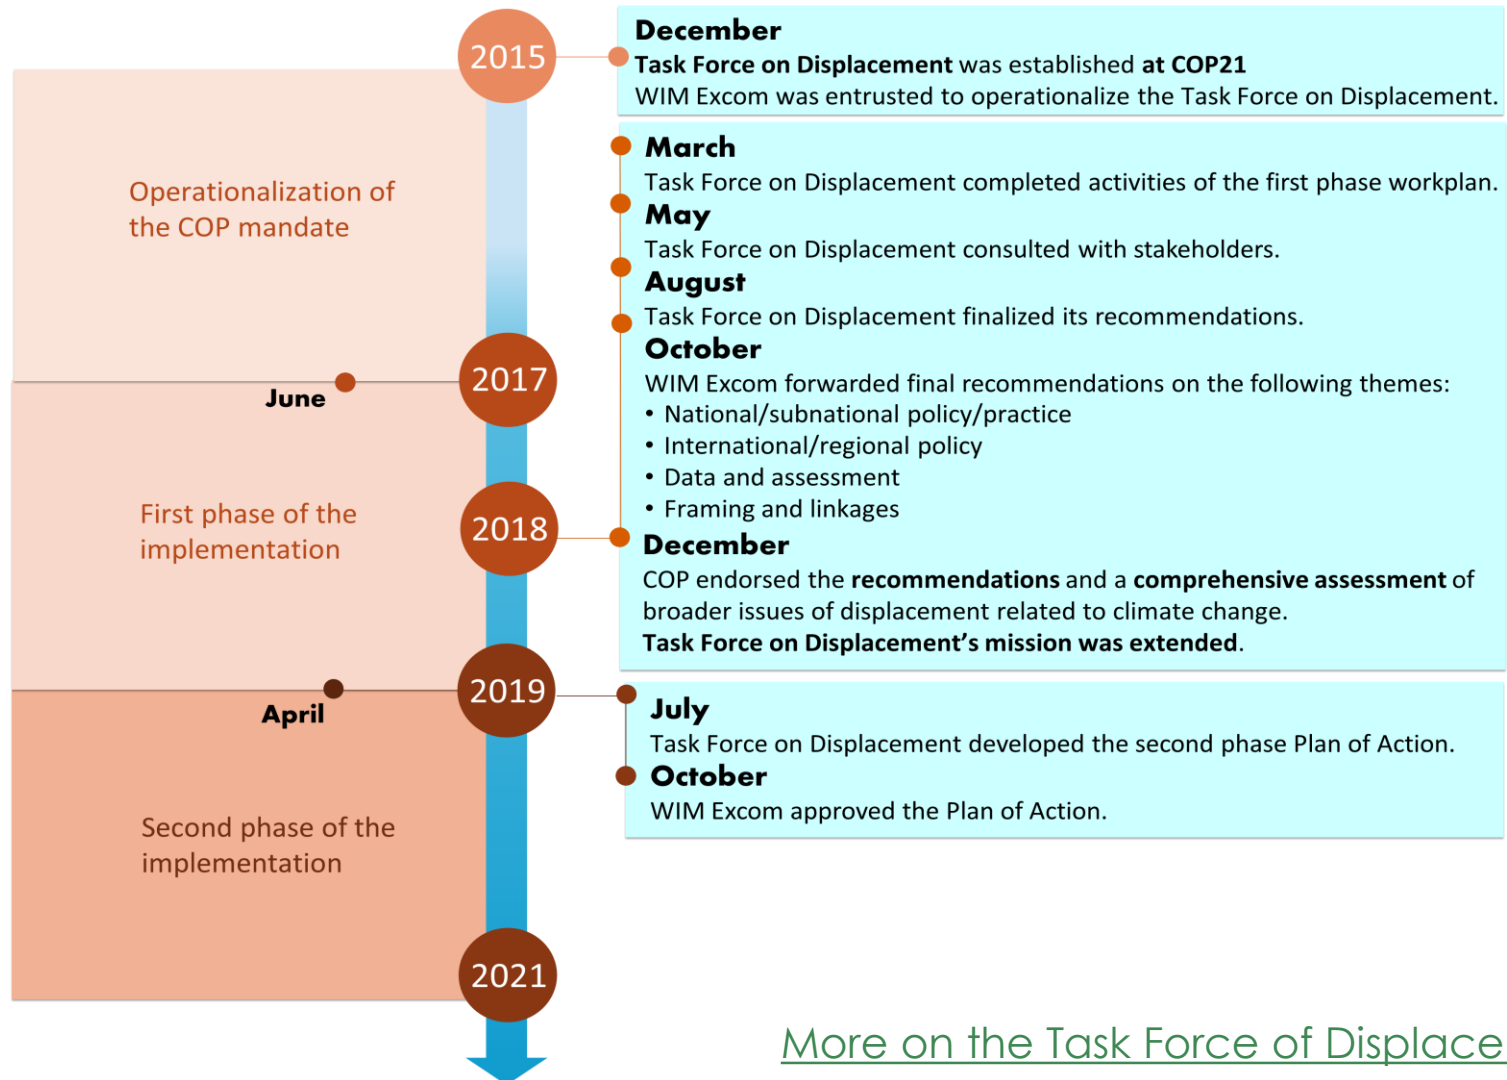 2015
December
Task Force on Displacement was established at COP21
WIM Excom was entrusted to operationalize the Task Force on Displacement.
Operationalization of
the COP mandate
March
Task Force on Displacement completed activities of the first phase workplan.
May
Task Force on Displacement consulted with stakeholders.
August
Task Force on Displacement finalized its recommendations.
October
WIM Excom forwarded final recommendations on the following themes:
• National/subnational policy/practice
• International/regional policy
• Data and assessment
• Framing and linkages
December
COP endorsed the recommendations and a comprehensive assessment of
broader issues of displacement related to climate change.
Task Force on Displacement's mission was extended.
2017
June
First phase of the
implementation
2018
2019
April
July
Task Force on Displacement developed the second phase Plan of Action.
October
WIM Excom approved the Plan of Action.
Second phase of the
implementation
2021
More on the Task Force of Displace